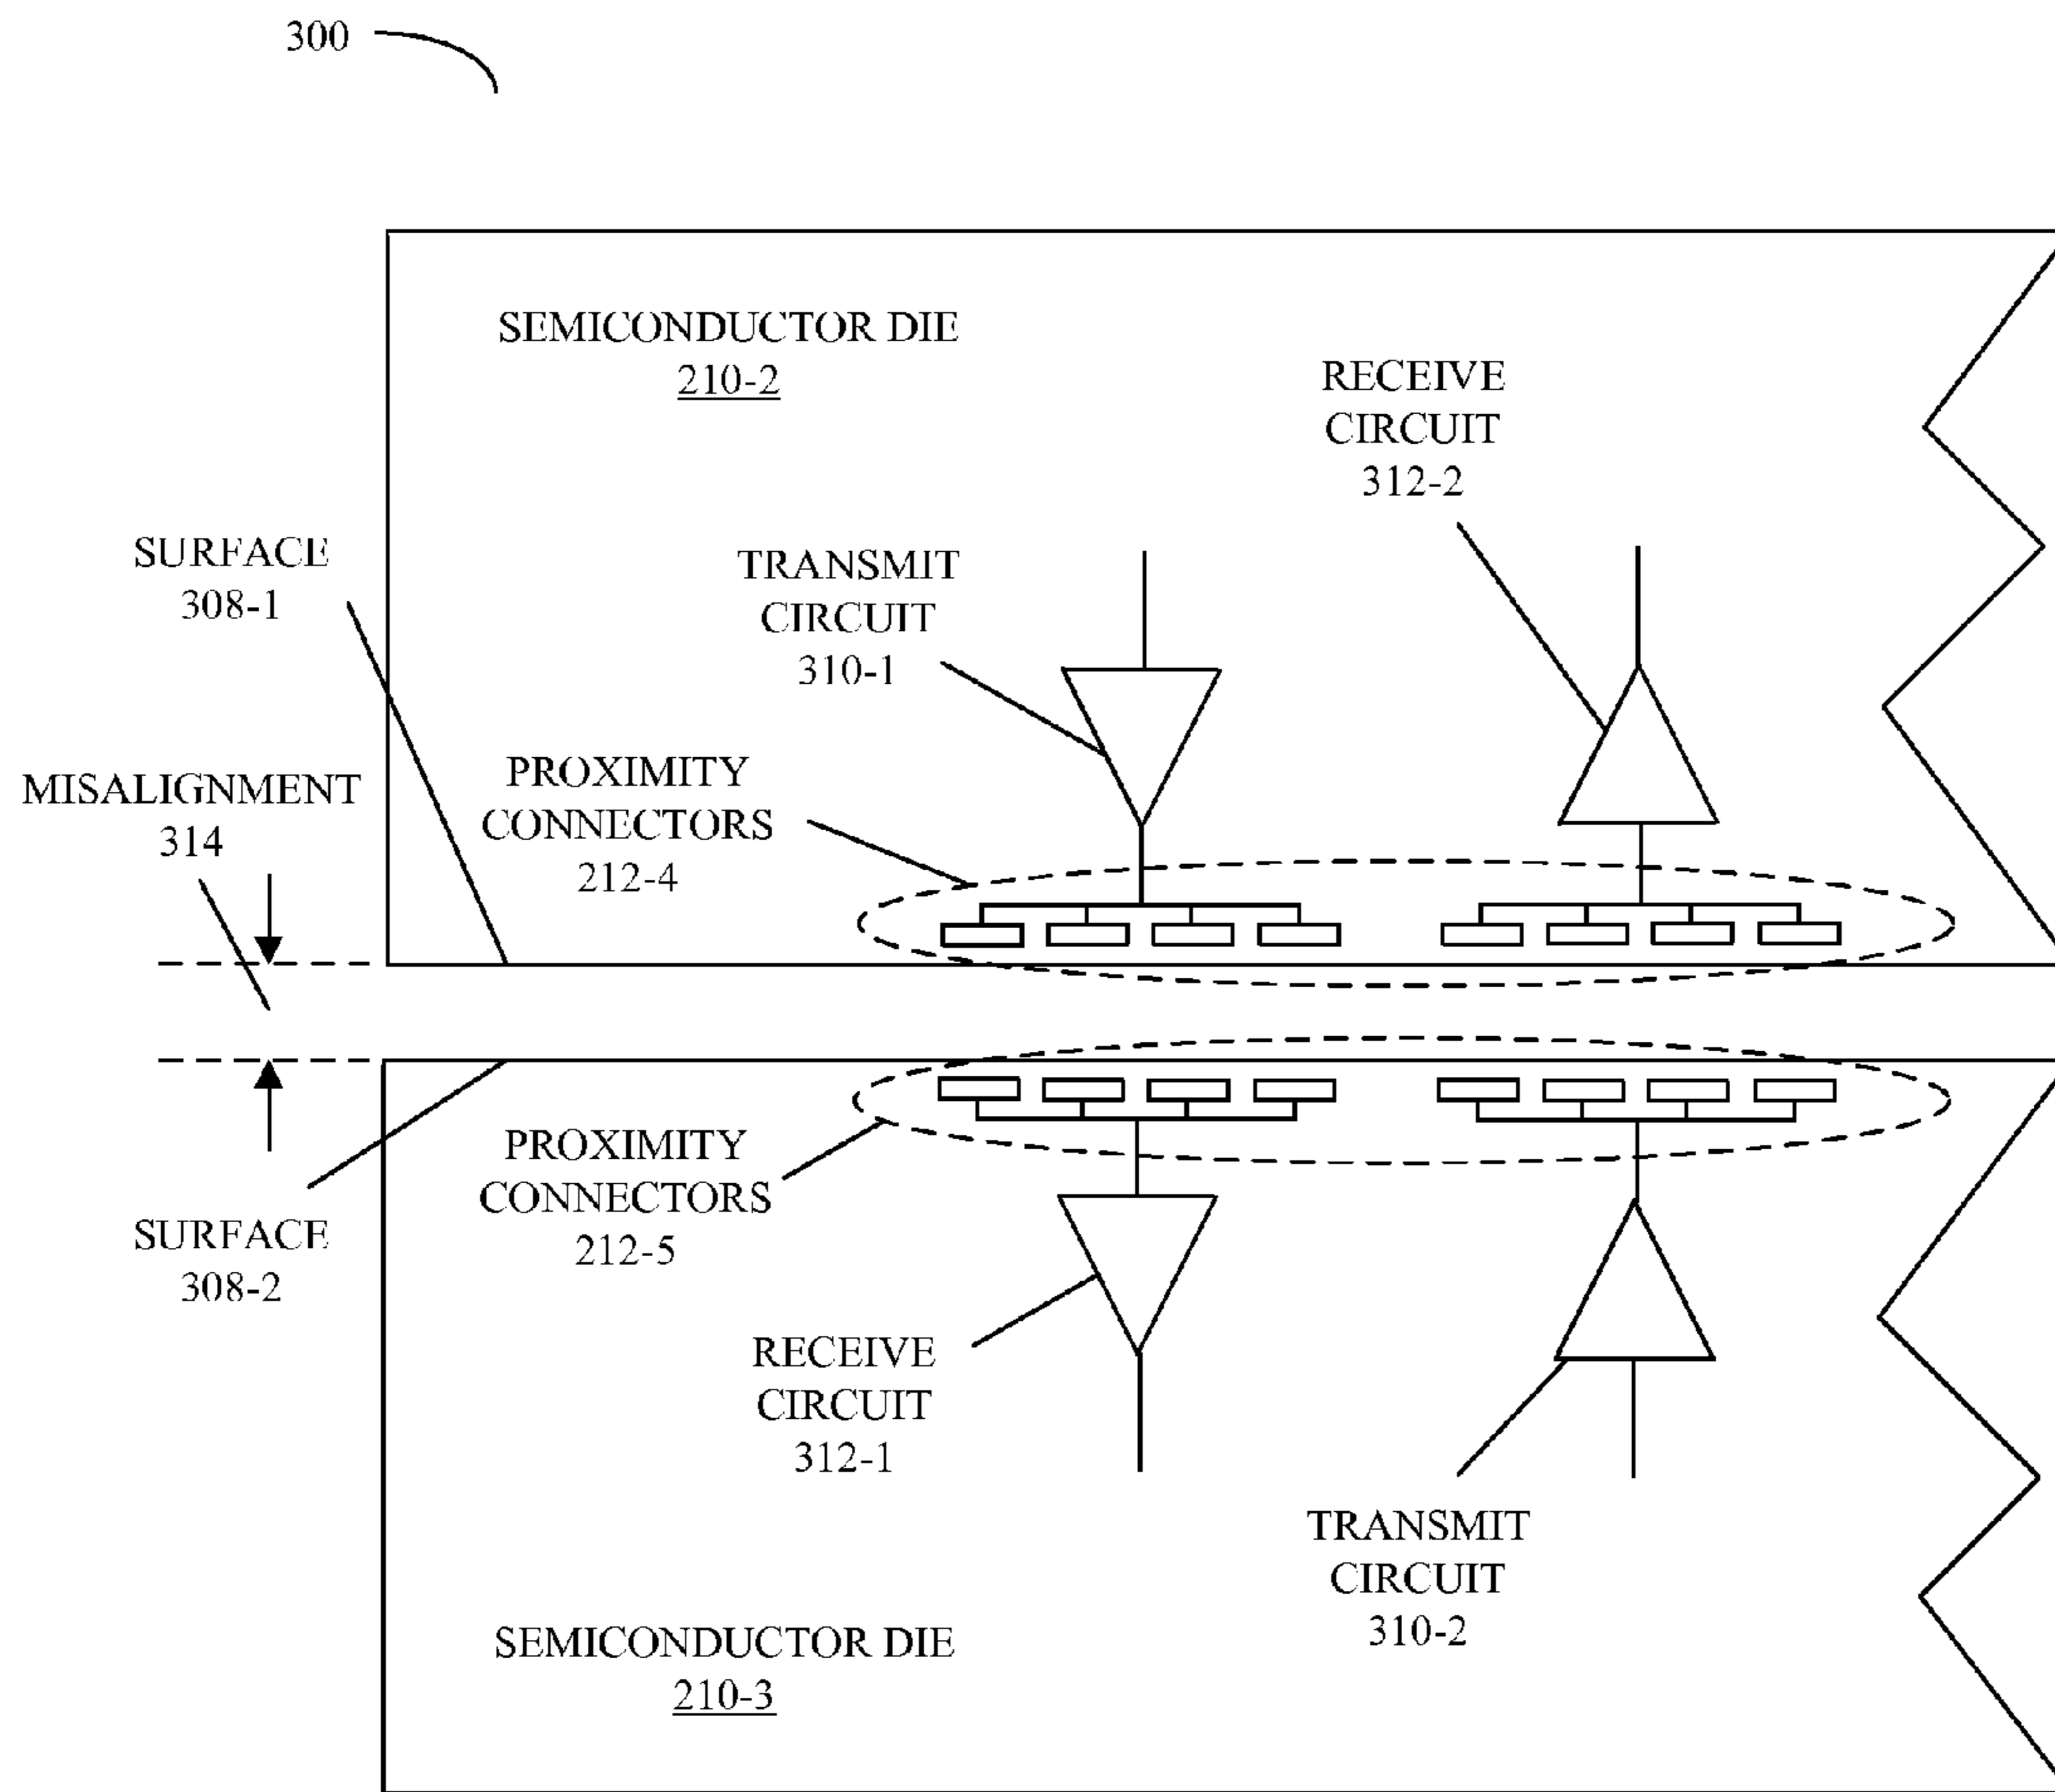 300
SEMICONDUCTOR DIE
210-2
RECEIVE
CIRCUIT
312-2
SURFACE
308-1
TRANSMIT
CIRCUIT
310-1
MISALIGNMENT
314
PROXIMITY
CONNECTORS
212-4
PROXIMITY
CONNECTORS
212-5
SURFACE
308-2
RECEIVE
CIRCUIT
312-1
TRANSMIT
CIRCUIT
310-2
SEMICONDUCTOR DIE
210-3